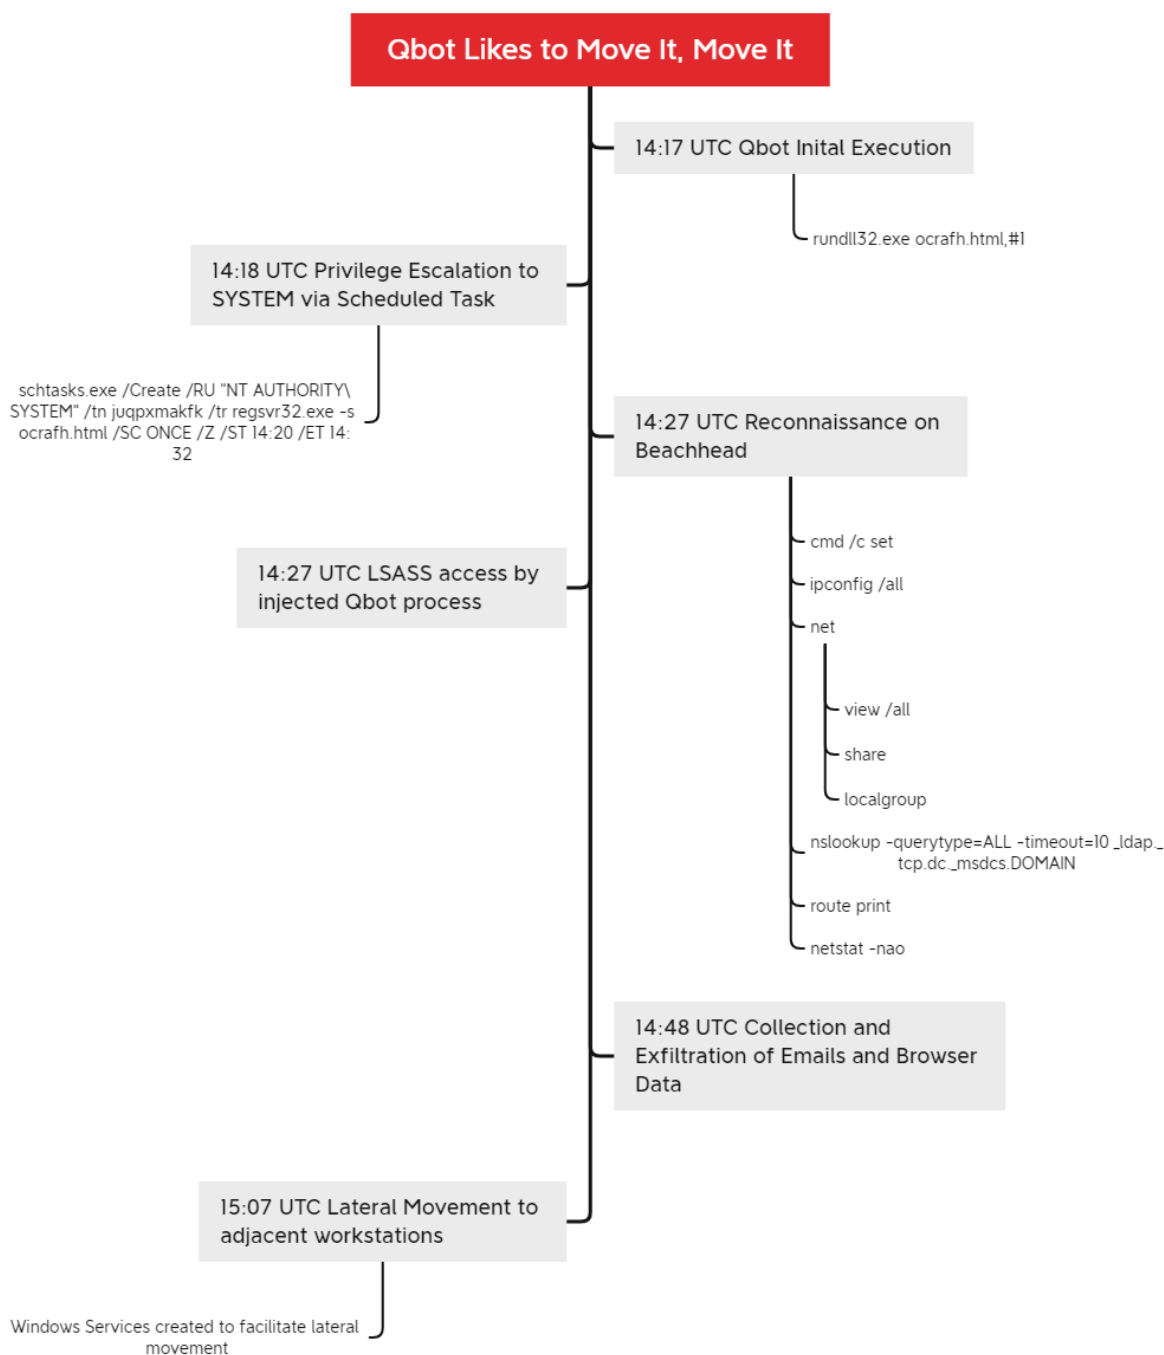 Qbot Likes to Move It, Move It
14:17 UTC Qbot Inital Execution
rundll32.exe ocrafh.html,#1
14:18 UTC Privilege Escalation to
SYSTEM via Scheduled Task
schtasks.exe /Create /RU "NT AUTHORITY\
SYSTEM" /tn juqpxmakfk /tr regsvr32.exe -s
ocrafh.html /SC ONCE /Z /ST 14:20 /ET 14:
32
14:27 UTC Reconnaissance on
Beachhead
cmd /c set
ipconfig /all
net
view /all
share
localgroup
nslookup -querytype=ALL -timeout=10 _ldap._
tcp.dc._msdcs.DOMAIN
route print
netstat -nao
14:27 UTC LSASS access by
injected Qbot process
14:48 UTC Collection and
Exfiltration of Emails and Browser
Data
15:07 UTC Lateral Movement to
adjacent workstations
Windows Services created to facilitate lateral
movement